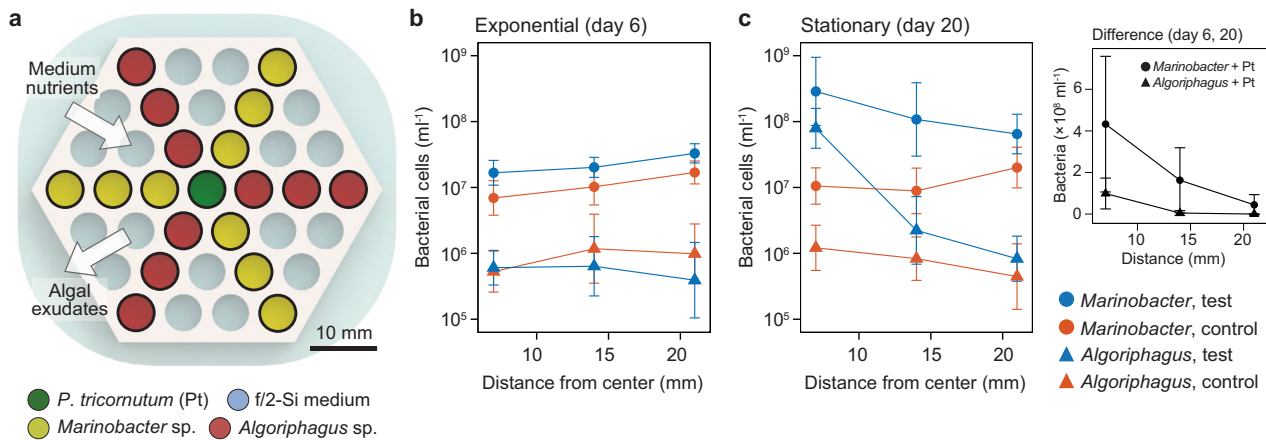 a
Medium
nutrients
Algal
exudates
10 mm
P. tricornutum (Pt)
f/2-Si medium
Marinobacter sp.
Algoriphagus sp.
b
Exponential (day 6)
Bacterial cells (ml⁻¹)
10⁹
10⁸
10⁷
10⁶
10⁵
10
15
20
Distance from center (mm)
c
Stationary (day 20)
Bacterial cells (ml⁻¹)
10⁹
10⁸
10⁷
10⁶
10⁵
10
15
20
Distance from center (mm)
Difference (day 6, 20)
Marinobacter + Pt
Algoriphagus + Pt
Bacteria (×10⁸ ml⁻¹)
6
4
2
0
10
15
20
Distance (mm)
Marinobacter, test
Marinobacter, control
Algoriphagus, test
Algoriphagus, control